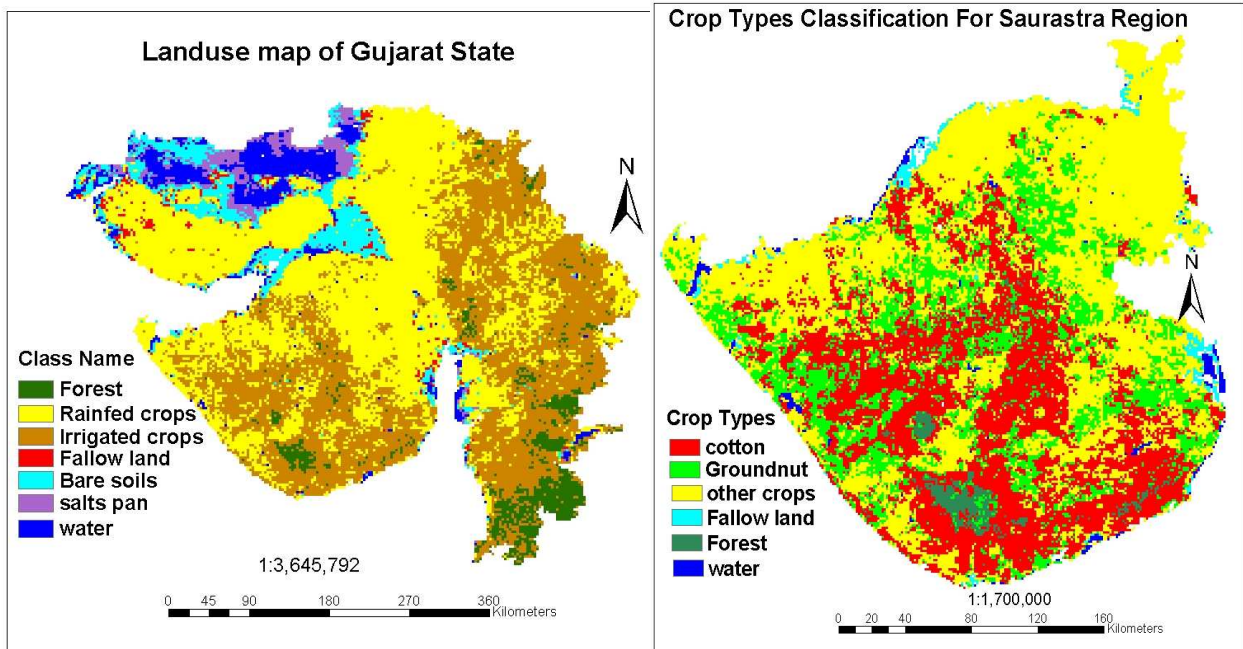 Landuse map of Gujarat State
N
Class Name
Forest
Rainfed crops
Irrigated crops
Fallow land
Bare soils
salts pan
water
1:3,645,792
0 45 90 180 270 360
Kilometers
Crop Types Classification For Saurastra Region
N
Crop Types
cotton
Groundnut
other crops
Fallow land
Forest
water
1:1,700,000
0 20 40 80 120 160
Kilometers